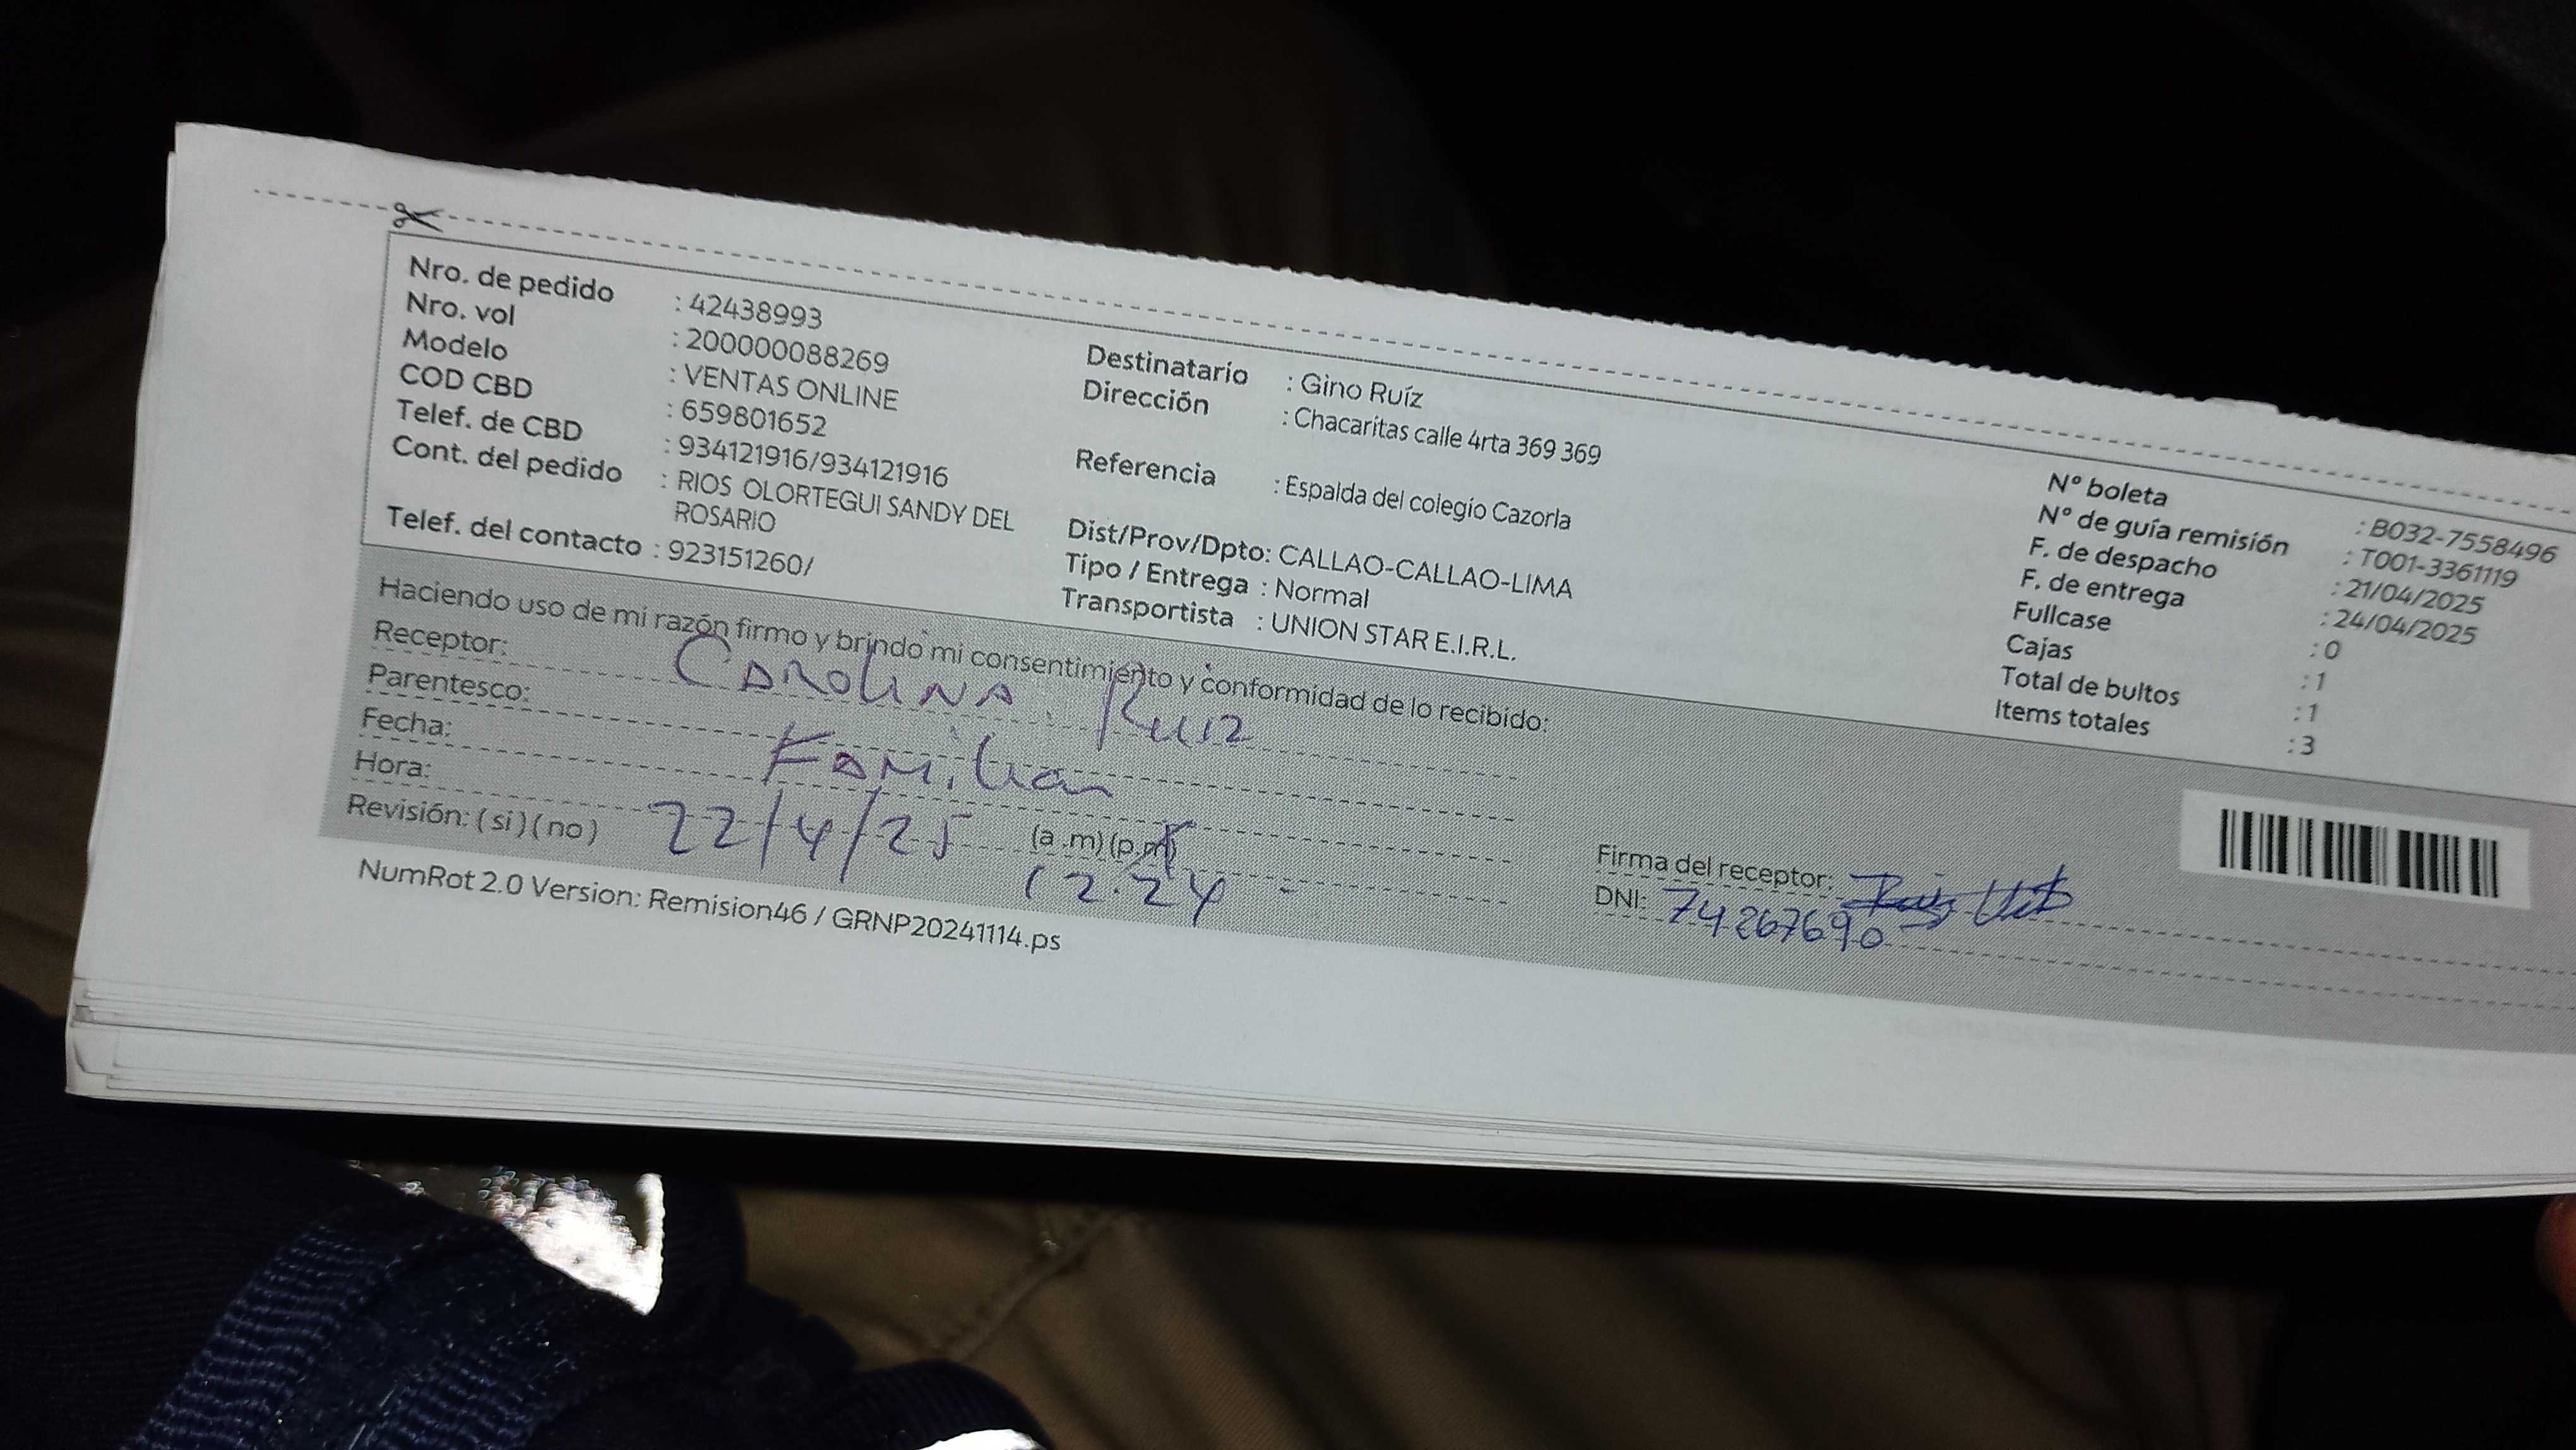 Nro. de pedido : 42438993
Nro. vol : 200000088269
Modelo : VENTAS ONLINE
COD CBD : 659801652
Telef. de CBD : 934121916/934121916
Cont. del pedido : RIOS OLORTEGUI SANDY DEL
ROSARIO
Telef. del contacto : 923151260/
Destinatario : Gino Ruíz
Dirección : Chacaritas calle 4rta 369 369
Referencia : Espalda del colegio Cazorla
Dist/Prov/Dpto: CALLAO-CALLAO-LIMA
Tipo / Entrega : Normal
Transportista : UNION STAR E.I.R.L.
N° boleta : B032-7558496
N° de guía remisión : T001-3361119
F. de despacho : 21/04/2025
F. de entrega : 24/04/2025
Fullcase : 0
Cajas : 1
Total de bultos : 1
Items totales : 3
Haciendo uso de mi razón firmo y brindo mi consentimiento y conformidad de lo recibido:
Receptor: CAROLINA RUIZ
Parentesco: Familiar
Fecha: 22/4/25
Hora: 12.24 (a .m) (p.m)
Revisión: ( si ) ( no )
Firma del receptor:
DNI: 74267690
NumRot 2.0 Version: Remision46 / GRNP20241114.ps